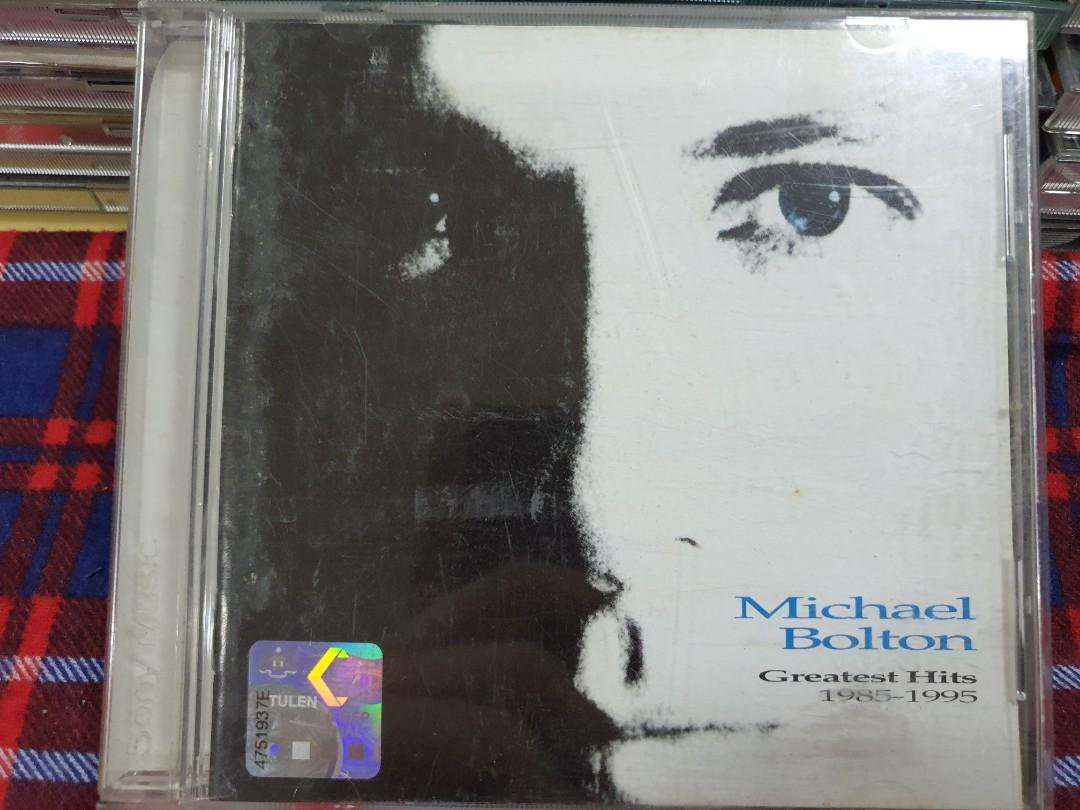 Michael
Bolton
Greatest Hits
1985-1995
TULEN
4751937E
SONY MUSIC